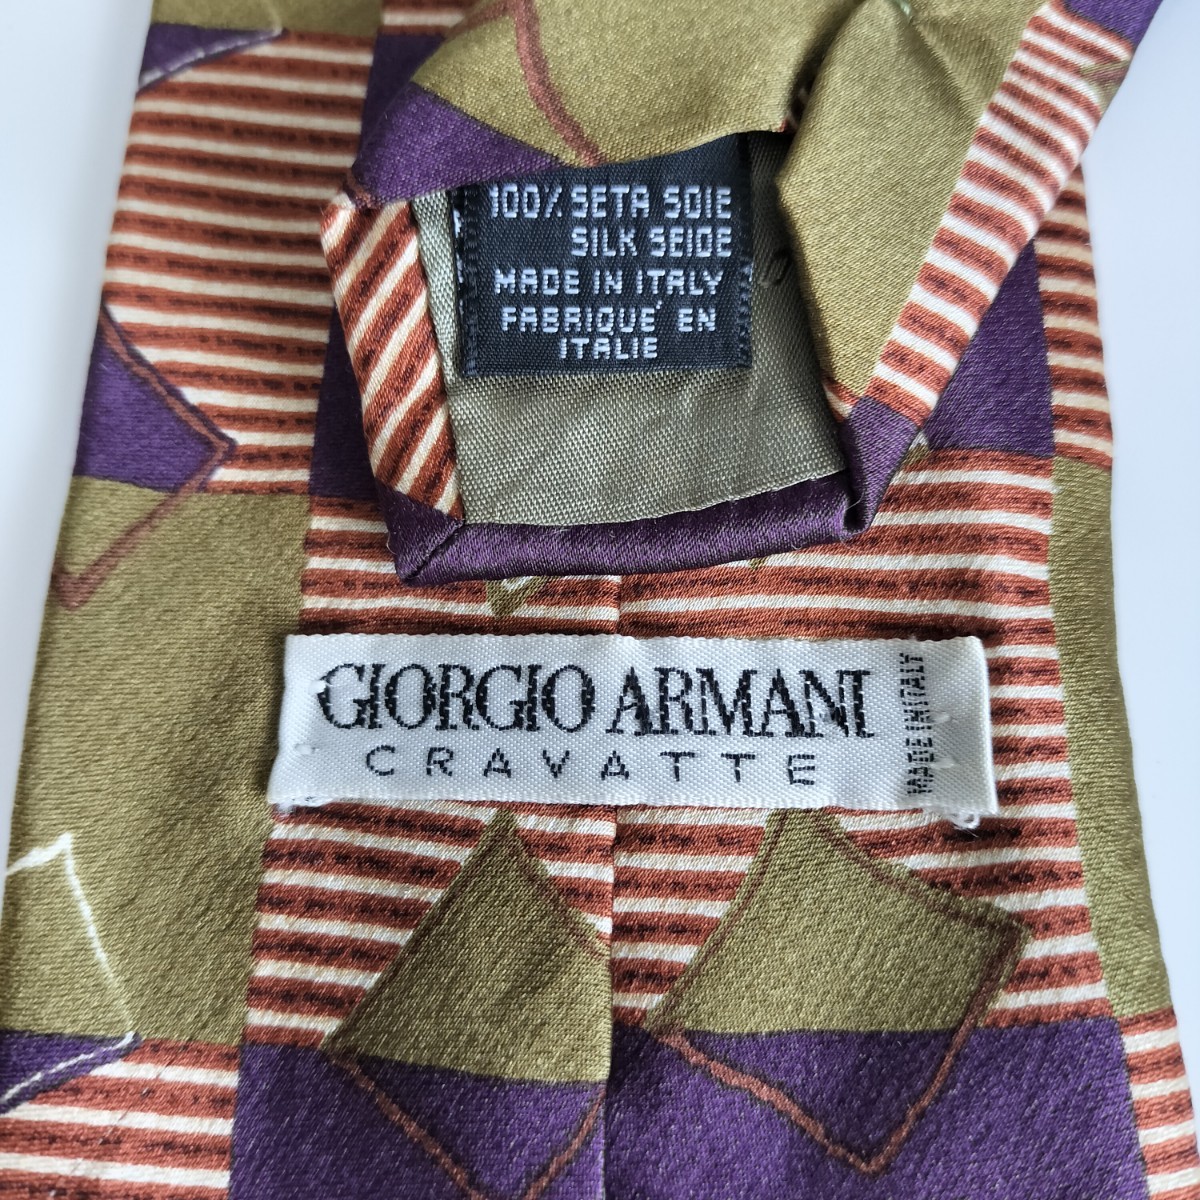 100% SETA SOIE
SILK SEIDE
MADE IN ITALY
FABRIQUE' EN
ITALIE
GIORGIO ARMANI
CRAVATTE
MADE IN ITALY